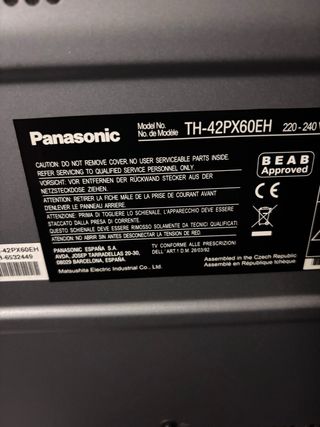 Panasonic
Model No.
No. de Modèle
TH-42PX60EH
220 - 240 V
CAUTION: DO NOT REMOVE COVER NO USER SERVICEABLE PARTS INSIDE.
REFER SERVICING TO QUALIFIED SERVICE PERSONNEL ONLY.
VORSICHT: VOR ENTFERNEN DER RÜCKWAND STECKER AUS DER
NETZSTECKDOSE ZIEHEN.
ATTENTION: RETIRER LA FICHE MÂLE DE LA PRISE DE COURANT AVANT
D'ENLEVER LE PANNEAU ARRIERE.
ATTENZIONE: PRIMA DI TOGLIERE LO SCHIENALE L'APPARECCHIO DEVE ESSERE
STACCATO DALLA PRESA DI CORRENTE.
QUESTO SCHIENALE DEVE ESSERE RIMOSSO SOLAMENTE DA TECNICI QUALIFICATI
ATENCION: NO ABRIR SIN ANTES DESCONECTAR LA TENSION DE RED.
BEAB
Approved
CE
PANASONIC ESPAÑA S.A.
AVDA, JOSEP TARRADELLAS 20-30,
08029 BARCELONA, ESPAÑA
TV CONFORME ALLE PRESCRIZIONI
DELL' ART 1 D.M. 26/03/92
Matsushita Electric Industrial Co., Ltd.
Assembled in the Czech Republic
Assemblé en République Tchèque
-42PX60EH
-6532449